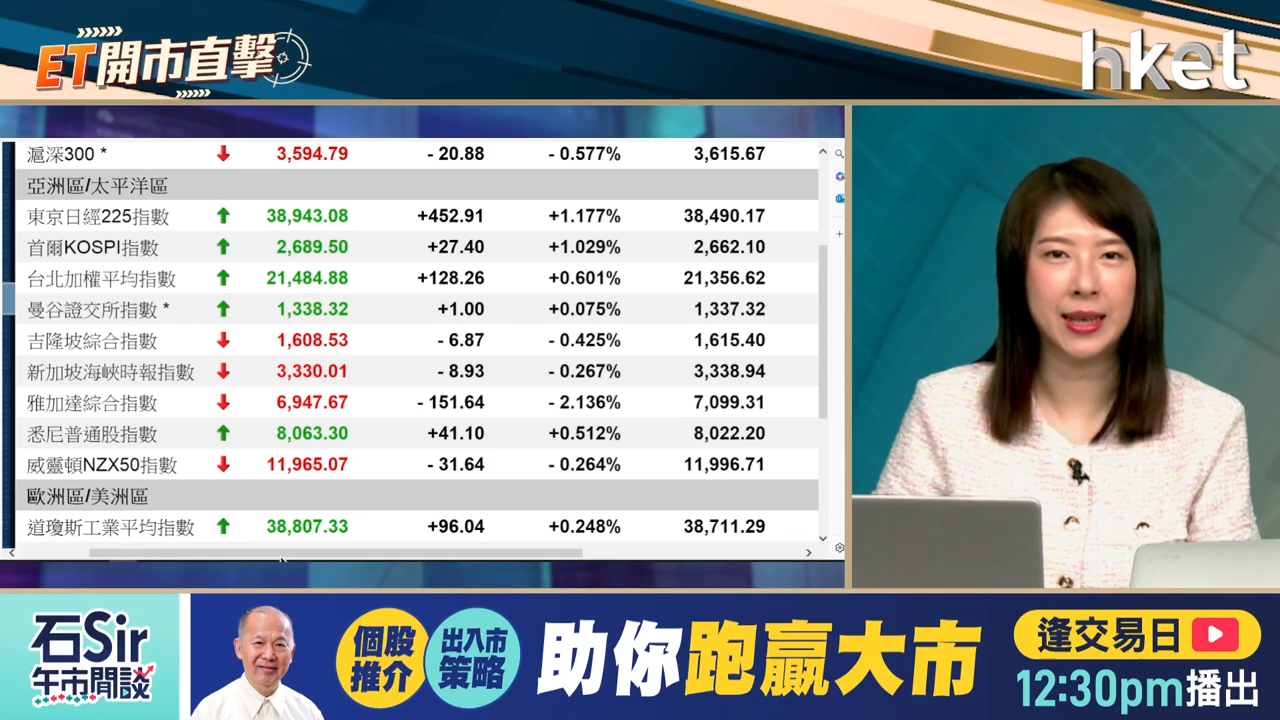 ET開市直擊
hket
滬深300 * 3,594.79 - 20.88 - 0.577% 3,615.67
亞洲區/太平洋區
東京日經225指數 38,943.08 +452.91 +1.177% 38,490.17
首爾KOSPI指數 2,689.50 +27.40 +1.029% 2,662.10
台北加權平均指數 21,484.88 +128.26 +0.601% 21,356.62
曼谷證交所指數 * 1,338.32 +1.00 +0.075% 1,337.32
吉隆坡綜合指數 1,608.53 - 6.87 - 0.425% 1,615.40
新加坡海峽時報指數 3,330.01 - 8.93 - 0.267% 3,338.94
雅加達綜合指數 6,947.67 - 151.64 - 2.136% 7,099.31
悉尼普通股指數 8,063.30 +41.10 +0.512% 8,022.20
威靈頓NZX50指數 11,965.07 - 31.64 - 0.264% 11,996.71
歐洲區/美洲區
道瓊斯工業平均指數 38,807.33 +96.04 +0.248% 38,711.29
石Sir
午市閒談
個股
推介
出入市
策略
助你跑贏大市
逢交易日
12:30pm播出